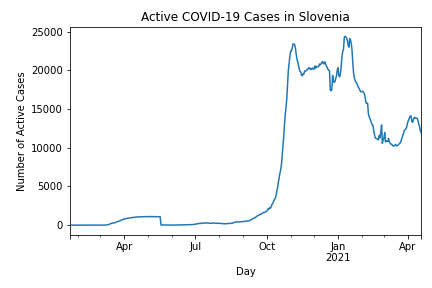 Active COVID-19 Cases in Slovenia
Number of Active Cases
25000
20000
15000
10000
5000
0
Apr
Jul
Oct
Jan
2021
Apr
Day